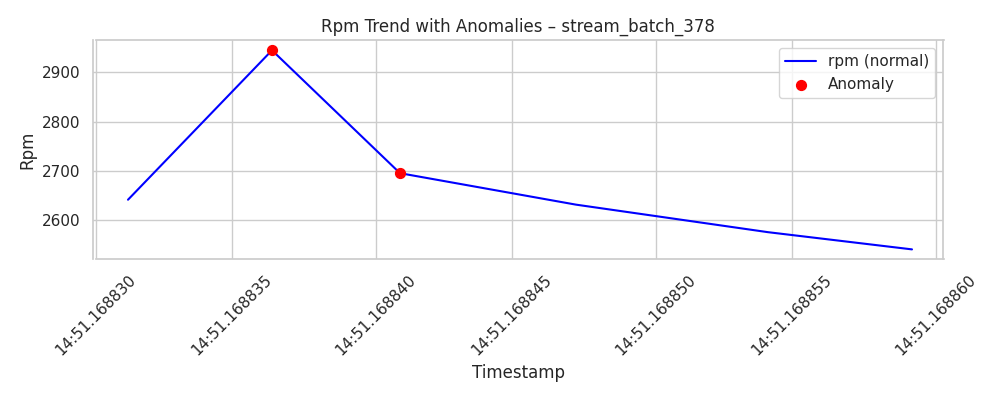 Rpm Trend with Anomalies – stream_batch_378
rpm (normal)
Anomaly
Rpm
2900
2800
2700
2600
14:51.168830
14:51.168835
14:51.168840
14:51.168845
14:51.168850
14:51.168855
14:51.168860
Timestamp